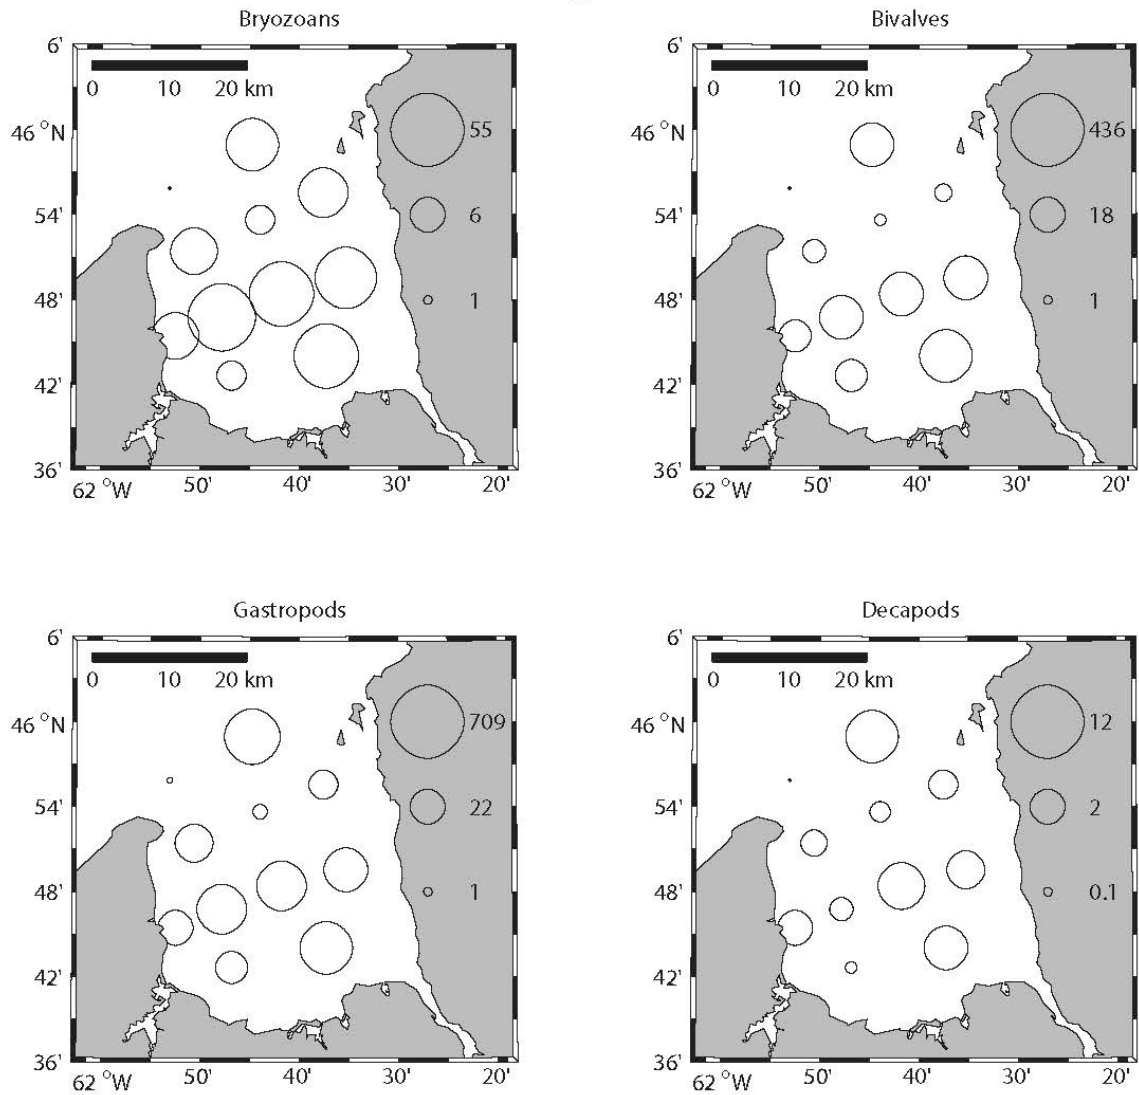 Bryozoans
6'
0 10 20 km
46 °N
55
54'
6
48'
1
42'
36'
62 °W 50' 40' 30' 20'
Bivalves
6'
0 10 20 km
46 °N
436
54'
18
48'
1
42'
36'
62 °W 50' 40' 30' 20'
Gastropods
6'
0 10 20 km
46 °N
709
54'
22
48'
1
42'
36'
62 °W 50' 40' 30' 20'
Decapods
6'
0 10 20 km
46 °N
12
54'
2
48'
0.1
42'
36'
62 °W 50' 40' 30' 20'